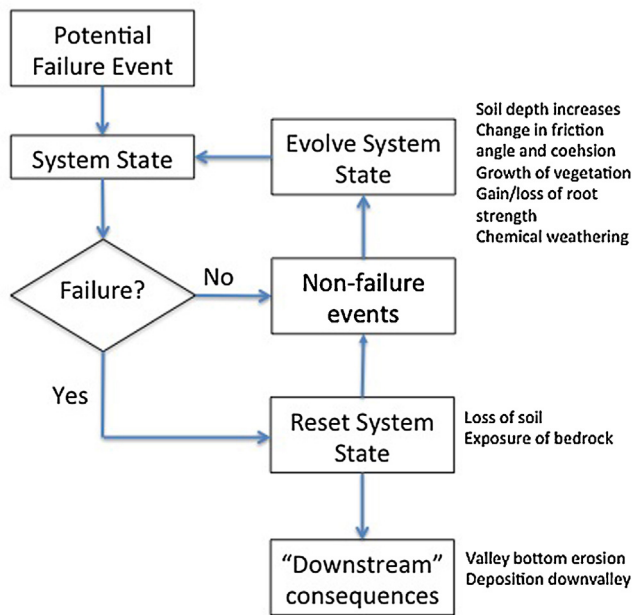 Potential
Failure Event
System State
Evolve System
State
Soil depth increases
Change in friction
angle and coehsion
Growth of vegetation
Gain/loss of root
strength
Chemical weathering
Failure?
No
Non-failure
events
Yes
Reset System
State
Loss of soil
Exposure of bedrock
“Downstream”
consequences
Valley bottom erosion
Deposition downvalley